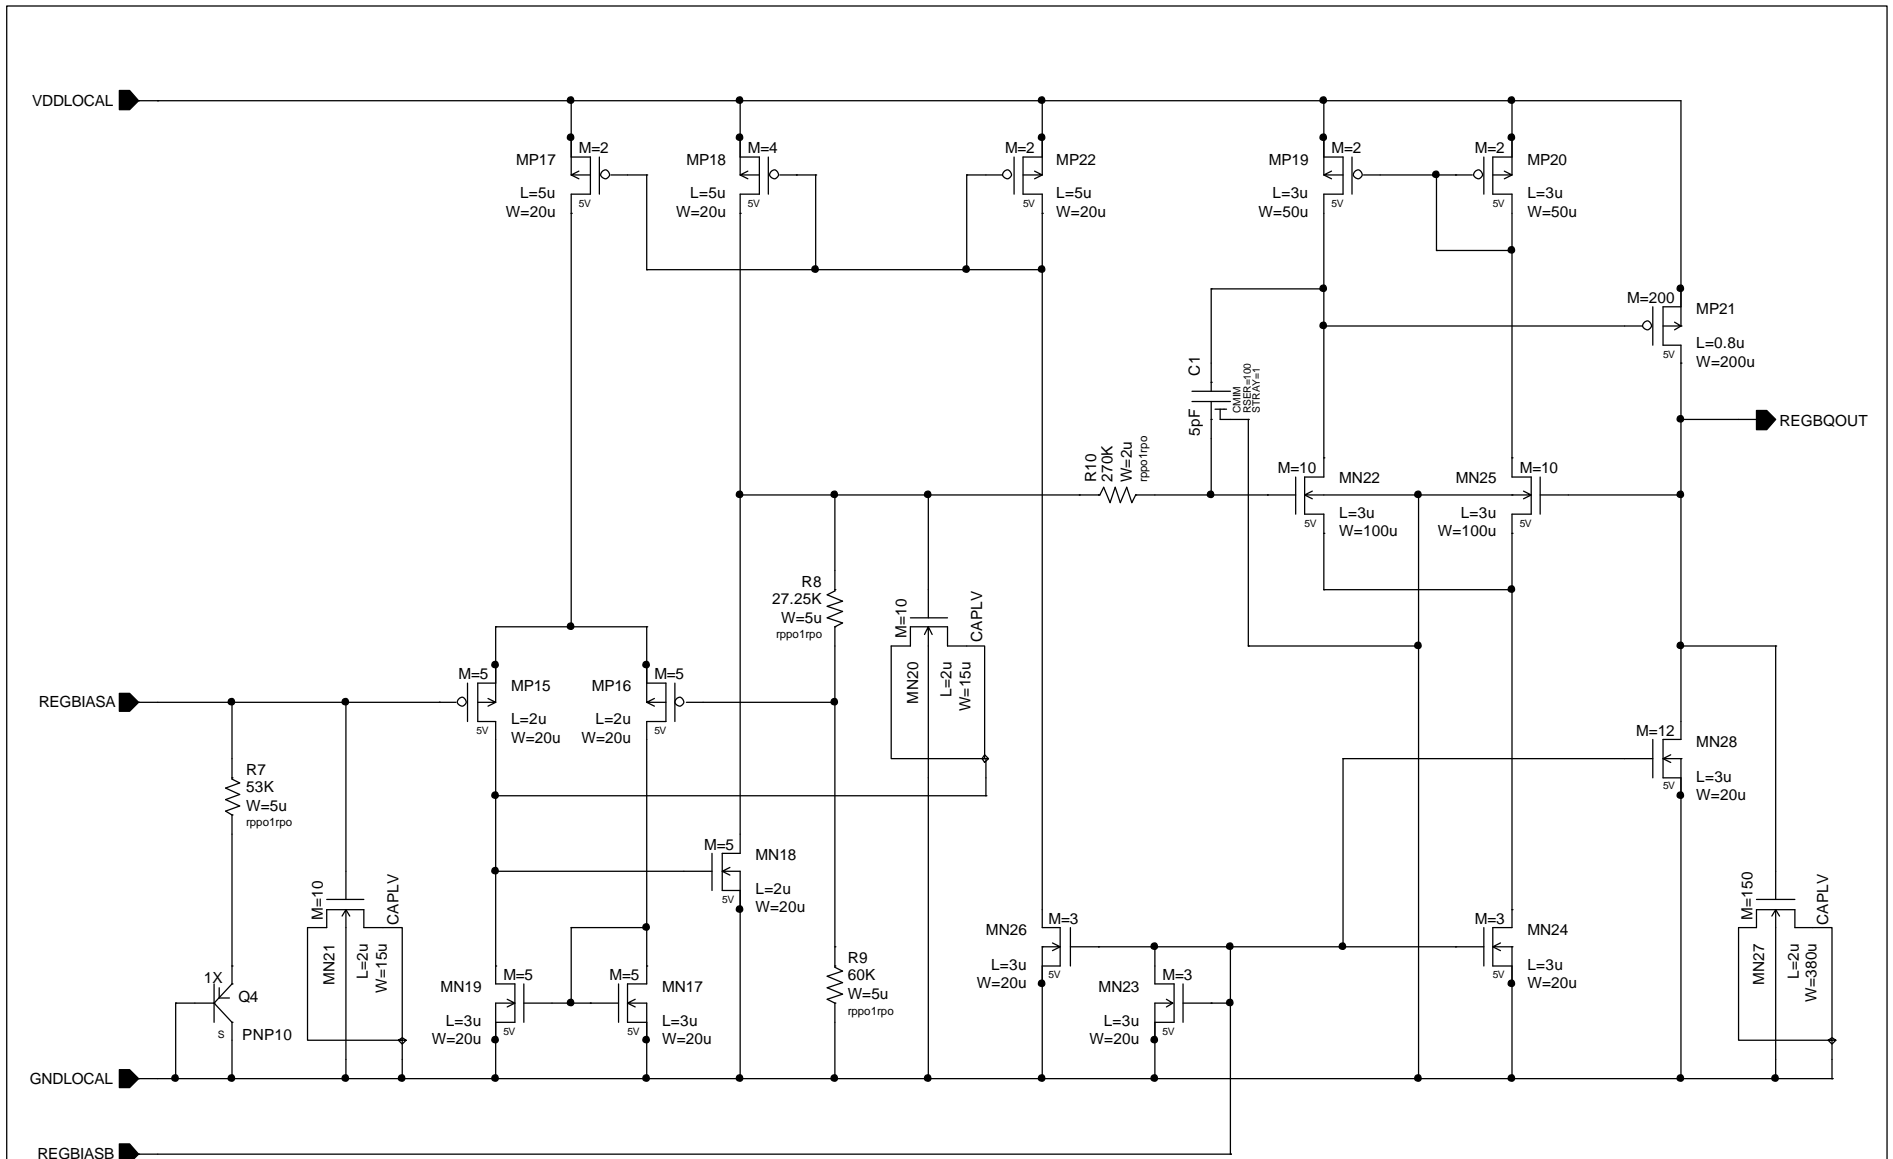 VDDLOCAL
M=2
MP17
L=5u
5V
W=20u
M=4
MP18
L=5u
5V
W=20u
M=2
MP22
L=5u
5V
W=20u
M=2
MP19
L=3u
5V
W=50u
M=2
MP20
L=3u
5V
W=50u
M=200
MP21
L=0.8u
5V
W=200u
REGBQOUT
C1
5pF
CMIM
RSER=100
STRAY=1
R10
270K
W=2u
rppo1rpo
M=10
MN22
L=3u
5V
W=100u
M=10
MN25
L=3u
5V
W=100u
R8
27.25K
W=5u
rppo1rpo
M=10
CAPLV
MN20
L=2u
W=15u
REGBIASA
M=5
MP15
L=2u
5V
W=20u
M=5
MP16
L=2u
5V
W=20u
M=12
MN28
L=3u
5V
W=20u
R7
53K
W=5u
rppo1rpo
M=5
MN18
L=2u
5V
W=20u
M=10
CAPLV
MN21
L=2u
W=15u
M=150
CAPLV
MN27
L=2u
W=380u
1X
Q4
S
PNP10
M=5
MN19
L=3u
5V
W=20u
M=5
MN17
L=3u
5V
W=20u
R9
60K
W=5u
rppo1rpo
M=3
MN26
L=3u
5V
W=20u
M=3
MN23
L=3u
5V
W=20u
M=3
MN24
L=3u
5V
W=20u
GNDLOCAL
REGBIASB